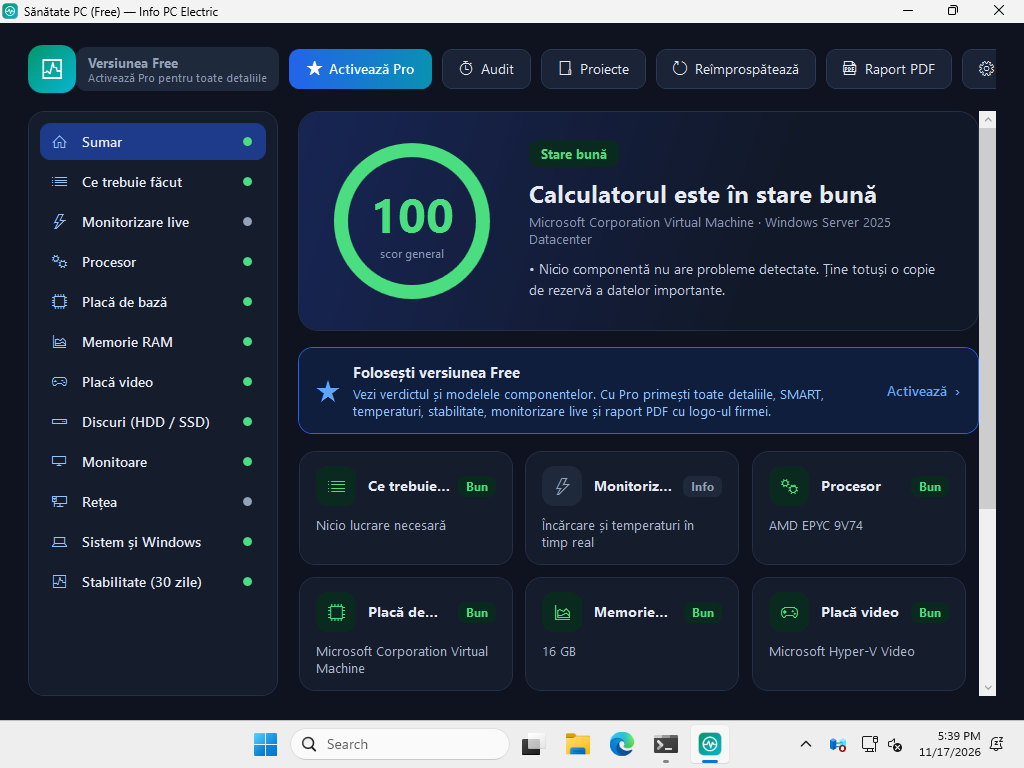 Sănătate PC (Free) — Info PC Electric
Versiunea Free
Activează Pro pentru toate detaliile
Activează Pro
Audit
Proiecte
Reîmprospătează
Raport PDF
Sumar
Ce trebuie făcut
Monitorizare live
Procesor
Placă de bază
Memorie RAM
Placă video
Discuri (HDD / SSD)
Monitoare
Rețea
Sistem și Windows
Stabilitate (30 zile)
100
scor general
Stare bună
Calculatorul este în stare bună
Microsoft Corporation Virtual Machine · Windows Server 2025
Datacenter
• Nicio componentă nu are probleme detectate. Ține totuși o copie
de rezervă a datelor importante.
Folosești versiunea Free
Vezi verdictul și modelele componentelor. Cu Pro primești toate detaliile, SMART,
temperaturi, stabilitate, monitorizare live și raport PDF cu logo-ul firmei.
Activează ›
Ce trebuie... Bun
Nicio lucrare necesară
Monitoriz... Info
Încărcare și temperaturi în
timp real
Procesor Bun
AMD EPYC 9V74
Placă de... Bun
Microsoft Corporation Virtual
Machine
Memorie... Bun
16 GB
Placă video Bun
Microsoft Hyper-V Video
Search
5:39 PM
11/17/2026